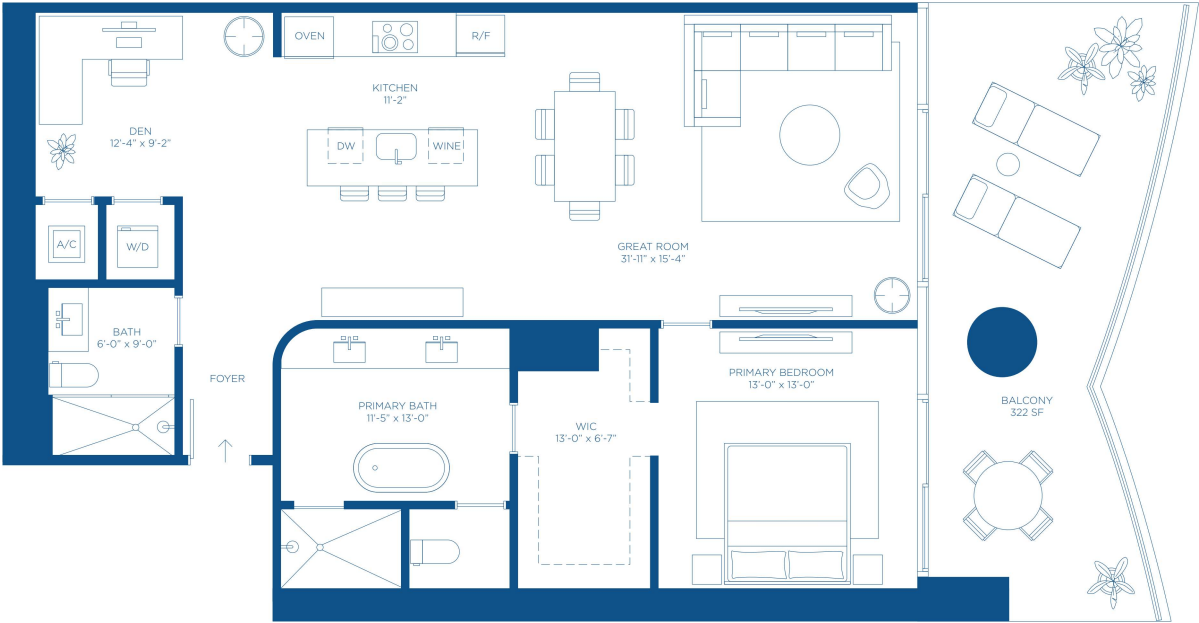 OVEN
R/F
KITCHEN
11'-2"
DEN
12'-4" x 9'-2"
DW
WINE
A/C
W/D
GREAT ROOM
31'-11" x 15'-4"
BATH
6'-0" x 9'-0"
FOYER
PRIMARY BATH
11'-5" x 13'-0"
WIC
13'-0" x 6'-7"
PRIMARY BEDROOM
13'-0" x 13'-0"
BALCONY
322 SF